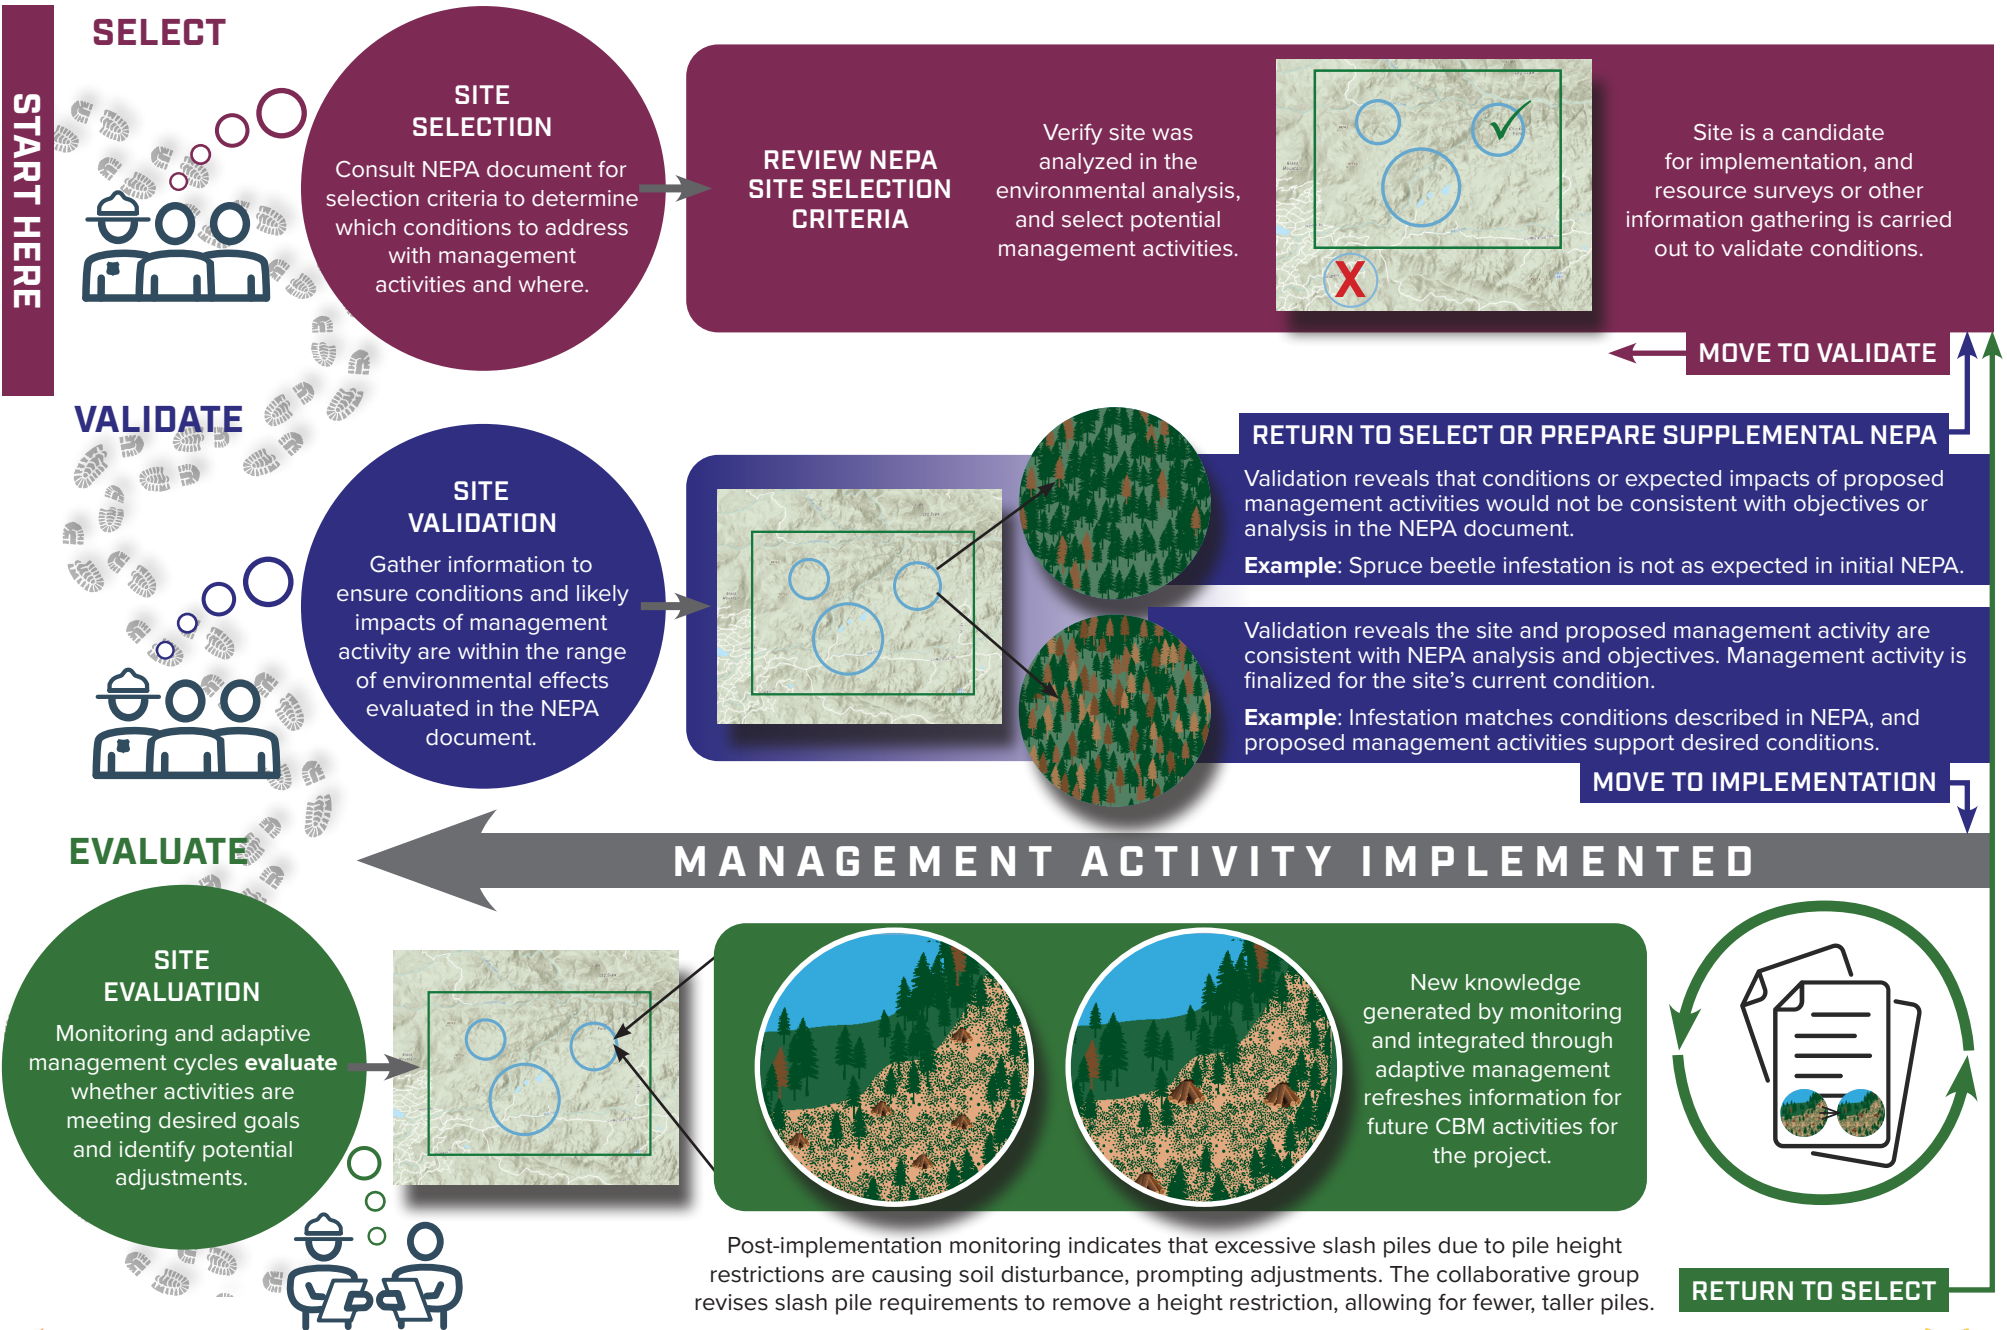 START HERE
SELECT
SITE
SELECTION
Consult NEPA document for
selection criteria to determine
which conditions to address
with management
activities and where.
REVIEW NEPA
SITE SELECTION
CRITERIA
Verify site was
analyzed in the
environmental analysis,
and select potential
management activities.
X
Site is a candidate
for implementation, and
resource surveys or other
information gathering is carried
out to validate conditions.
MOVE TO VALIDATE
VALIDATE
SITE
VALIDATION
Gather information to
ensure conditions and likely
impacts of management
activity are within the range
of environmental effects
evaluated in the NEPA
document.
RETURN TO SELECT OR PREPARE SUPPLEMENTAL NEPA
Validation reveals that conditions or expected impacts of proposed
management activities would not be consistent with objectives or
analysis in the NEPA document.
Example: Spruce beetle infestation is not as expected in initial NEPA.
Validation reveals the site and proposed management activity are
consistent with NEPA analysis and objectives. Management activity is
finalized for the site's current condition.
Example: Infestation matches conditions described in NEPA, and
proposed management activities support desired conditions.
MOVE TO IMPLEMENTATION
MANAGEMENT ACTIVITY IMPLEMENTED
EVALUATE
SITE
EVALUATION
Monitoring and adaptive
management cycles evaluate
whether activities are
meeting desired goals
and identify potential
adjustments.
New knowledge
generated by monitoring
and integrated through
adaptive management
refreshes information for
future CBM activities for
the project.
Post-implementation monitoring indicates that excessive slash piles due to pile height
restrictions are causing soil disturbance, prompting adjustments. The collaborative group
revises slash pile requirements to remove a height restriction, allowing for fewer, taller piles.
RETURN TO SELECT